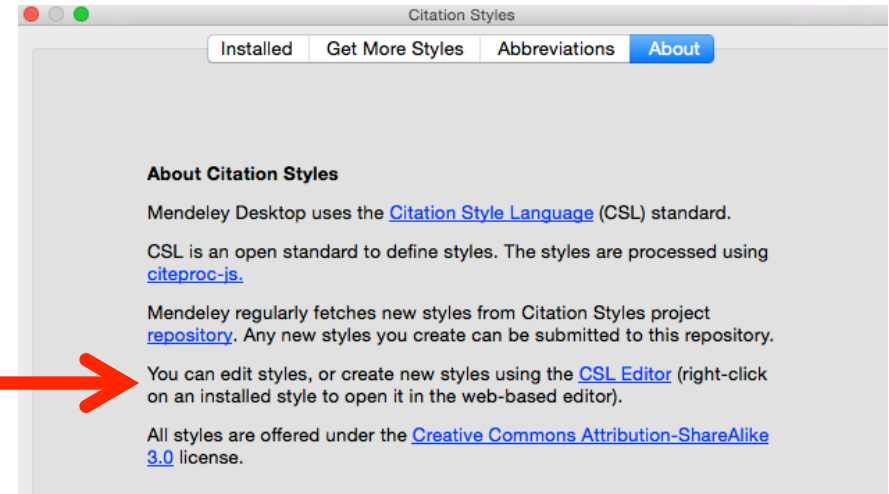 Citation Styles
Installed Get More Styles Abbreviations About
About Citation Styles
Mendeley Desktop uses the Citation Style Language (CSL) standard.
CSL is an open standard to define styles. The styles are processed using
citeproc-js.
Mendeley regularly fetches new styles from Citation Styles project
repository. Any new styles you create can be submitted to this repository.
You can edit styles, or create new styles using the CSL Editor (right-click
on an installed style to open it in the web-based editor).
All styles are offered under the Creative Commons Attribution-ShareAlike
3.0 license.